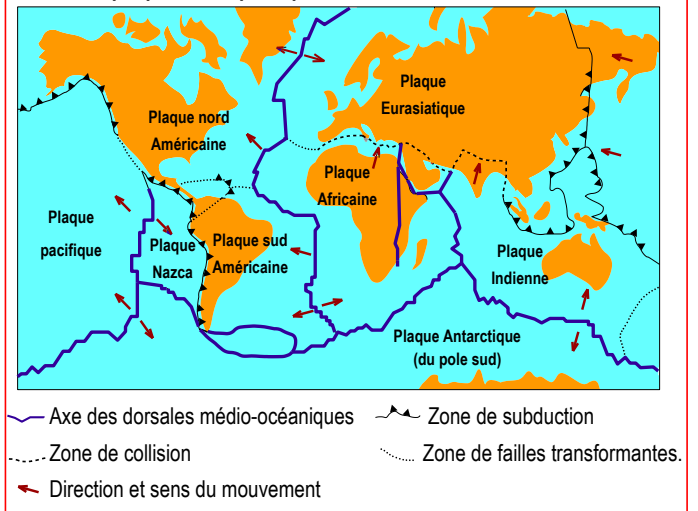 Plaque
Eurasiatique
Plaque nord
Américaine
Plaque
Africaine
Plaque
pacifique
Plaque
Nazca
Plaque sud
Américaine
Plaque
Indienne
Plaque Antarctique
(du pole sud)
Axe des dorsales médio-océaniques
Zone de subduction
Zone de collision
Zone de failles transformantes.
Direction et sens du mouvement